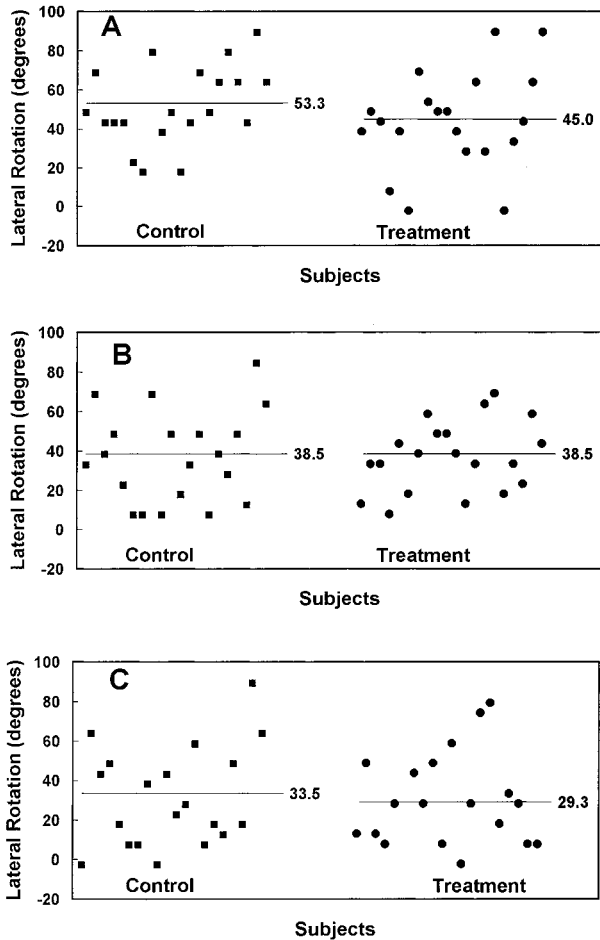 A
Lateral Rotation (degrees)
100
80
60
40
20
0
-20
53.3
45.0
Control
Treatment
Subjects
B
Lateral Rotation (degrees)
100
80
60
40
20
0
-20
38.5
38.5
Control
Treatment
Subjects
C
Lateral Rotation (degrees)
100
80
60
40
20
0
-20
33.5
29.3
Control
Treatment
Subjects